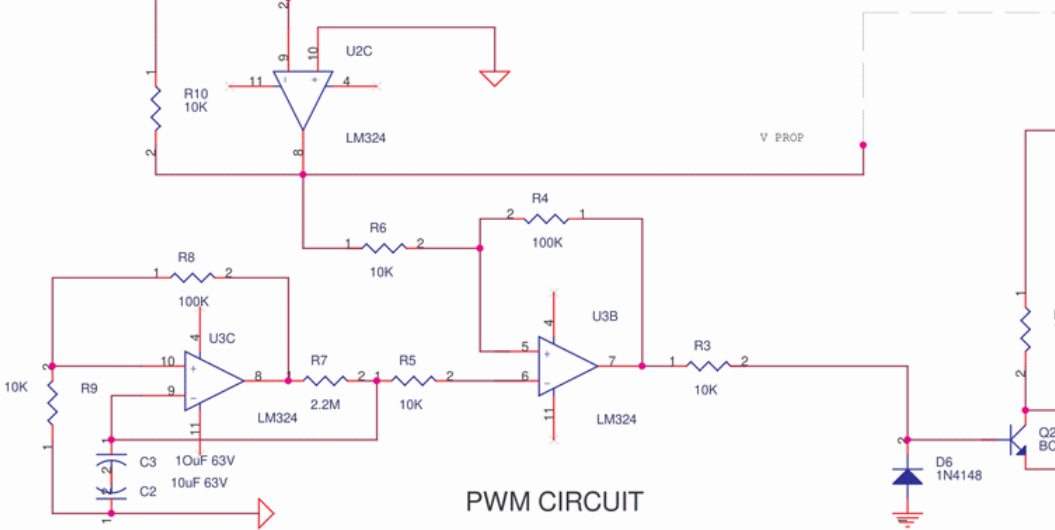 2
9
10
U2C
11
4
1
R10
10K
LM324
2
8
V PROP
R4
2
1
R6
1
2
100K
10K
R8
1
2
100K
4
U3B
U3C
4
1
5
7
R3
1
2
10
8
R7
1
2
R5
1
2
6
10K
2
10K
R9
9
2.2M
10K
LM324
11
LM324
2
11
1
1
C3
10uF 63V
2
2
C2
10uF 63V
1
PWM CIRCUIT
2
D6
1N4148
Q2